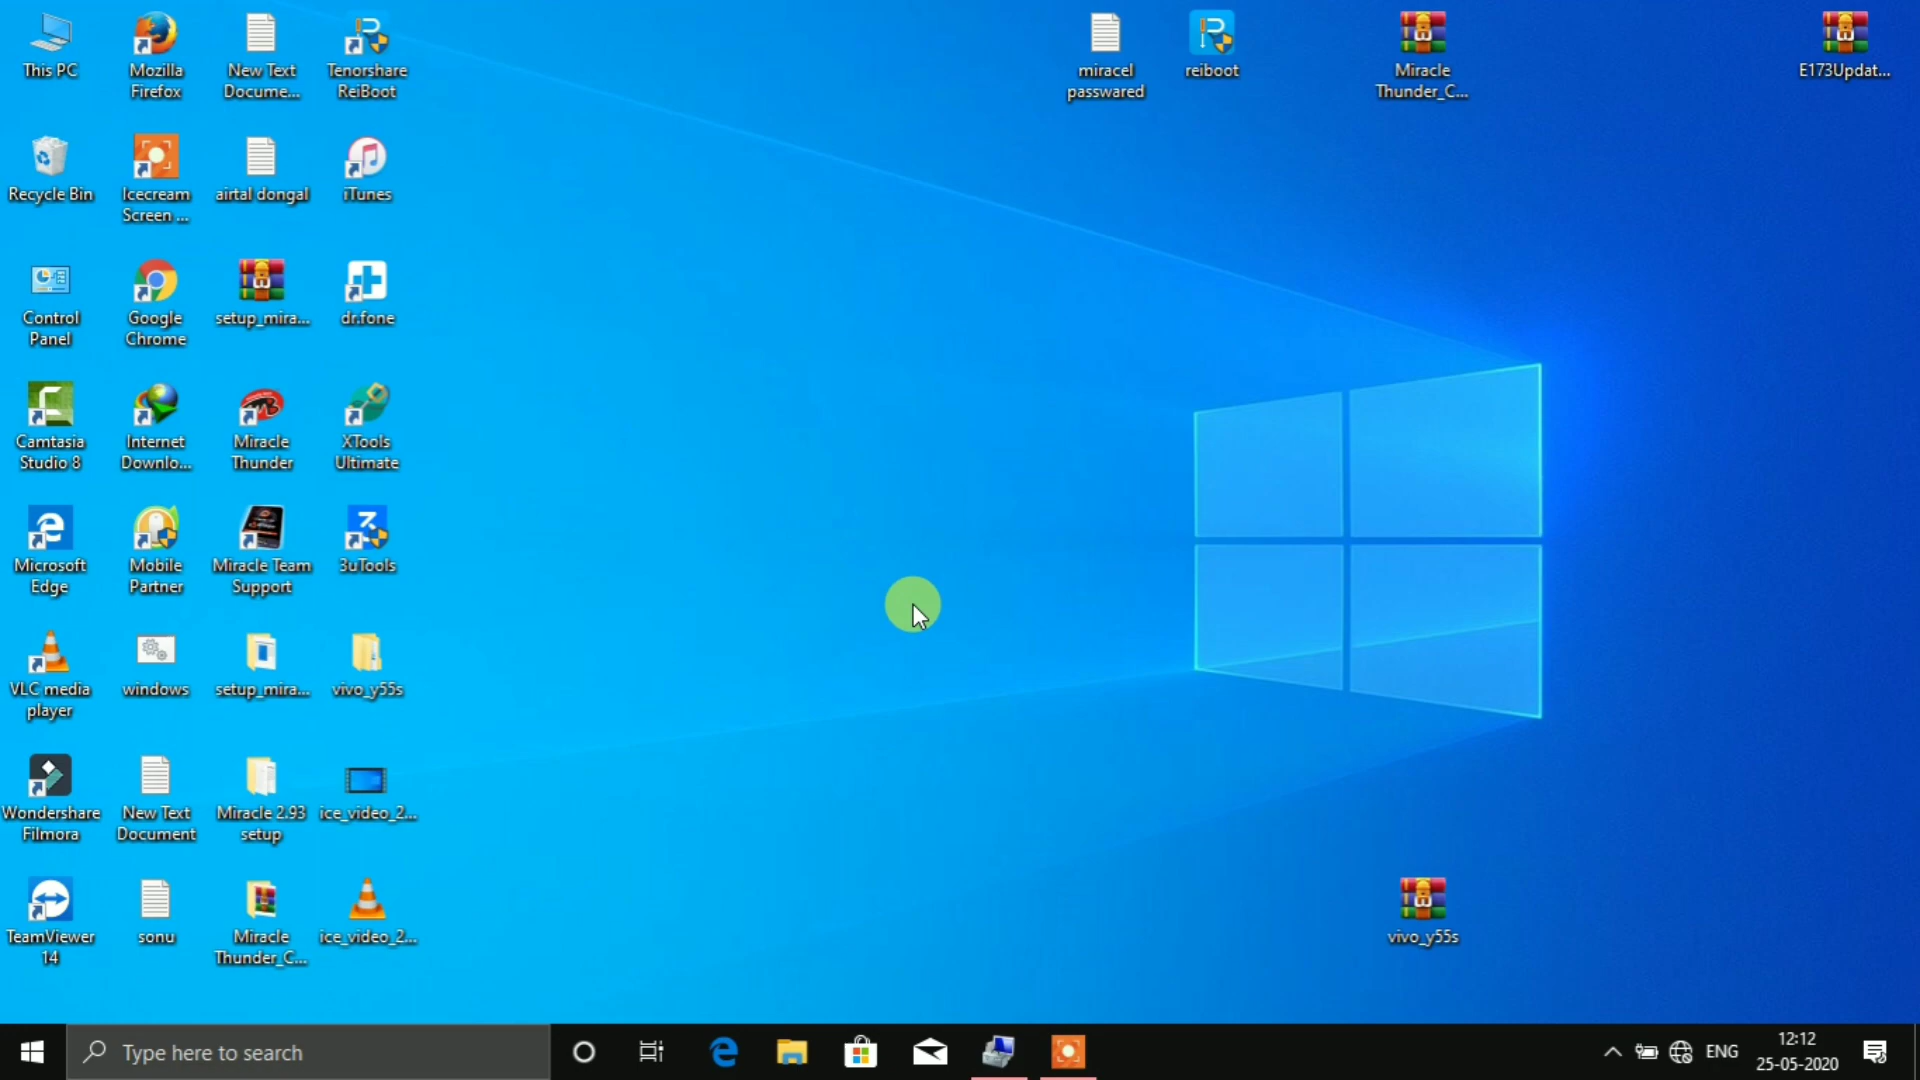 This PC
Mozilla
Firefox
New Text
Docume...
Tenorshare
ReiBoot
miracel
passwared
reiboot
Miracle
Thunder_C...
E173Updat...
Recycle Bin
Icecream
Screen ...
airtal dongal
iTunes
Control
Panel
Google
Chrome
setup_mira...
dr.fone
Camtasia
Studio 8
Internet
Downlo...
Miracle
Thunder
XTools
Ultimate
Microsoft
Edge
Mobile
Partner
Miracle Team
Support
3uTools
VLC media
player
windows
setup_mira...
vivo_y55s
Wondershare
Filmora
New Text
Document
Miracle 2.93
setup
ice_video_2...
TeamViewer
14
sonu
Miracle
Thunder_C...
ice_video_2...
vivo_y55s
Type here to search
ENG
12:12
25-05-2020